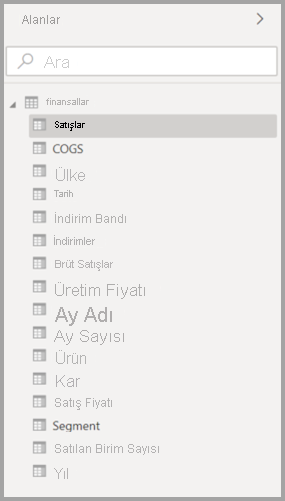 Alanlar
Ara
finansallar
Satışlar
COGS
Ülke
Tarih
İndirim Bandı
İndirimler
Brüt Satışlar
Üretim Fiyatı
Ay Adı
Ay Sayısı
Ürün
Kar
Satış Fiyatı
Segment
Satılan Birim Sayısı
Yıl